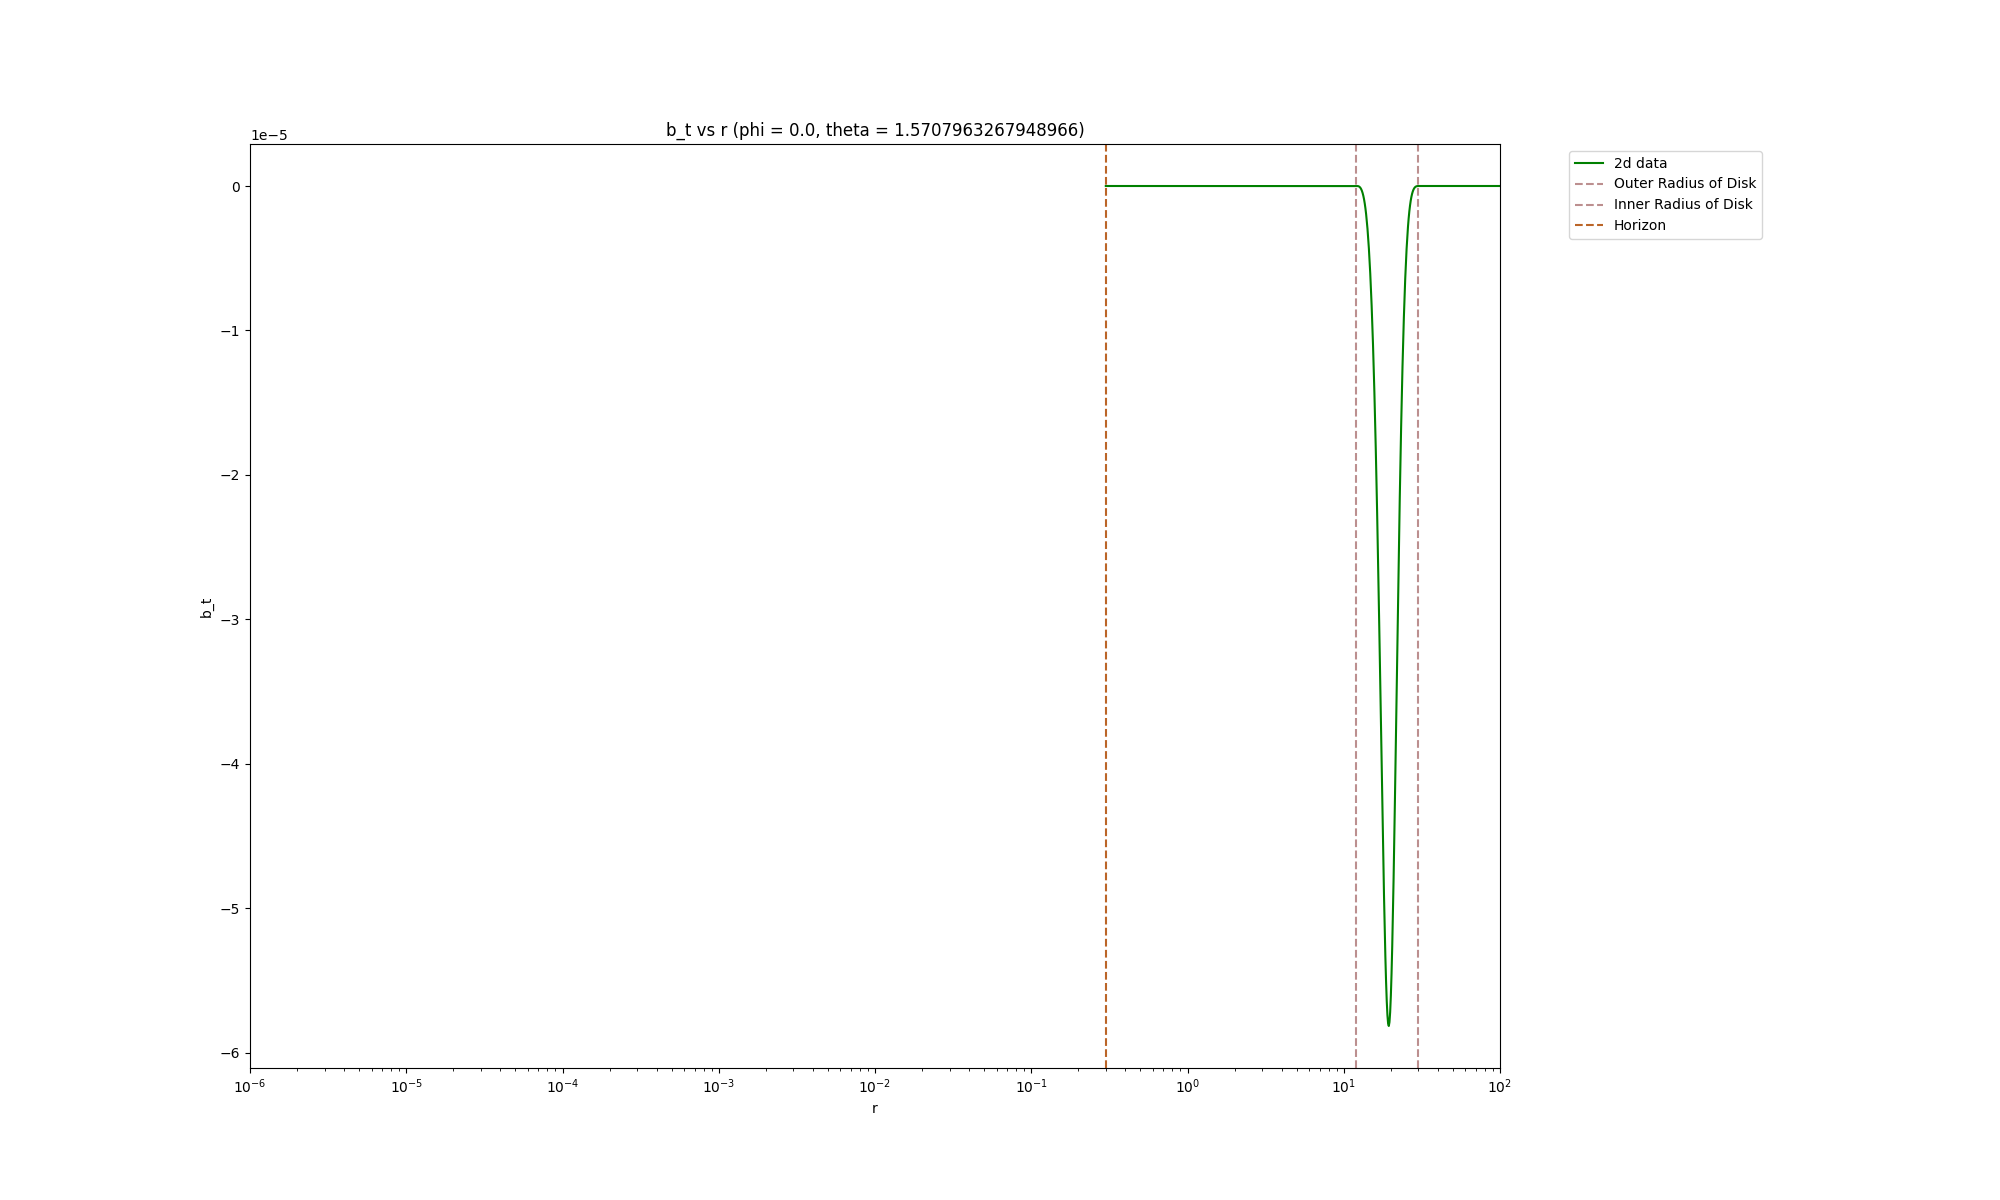 b_t vs r (phi = 0.0, theta = 1.5707963267948966)
1e−5
0
−1
−2
−3
−4
−5
−6
b_t
10⁻⁶
10⁻⁵
10⁻⁴
10⁻³
10⁻²
10⁻¹
10⁰
10¹
10²
r
2d data
Outer Radius of Disk
Inner Radius of Disk
Horizon